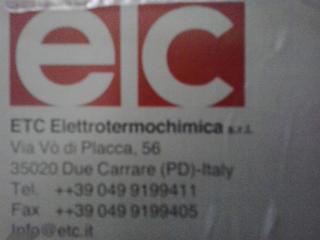 etc
ETC Elettrotermochimica s.r.l.
Via Vò di Placca, 56
35020 Due Carrare (PD)-Italy
Tel. ++39 049 9199411
Fax ++39 049 9199405
Info@etc.it